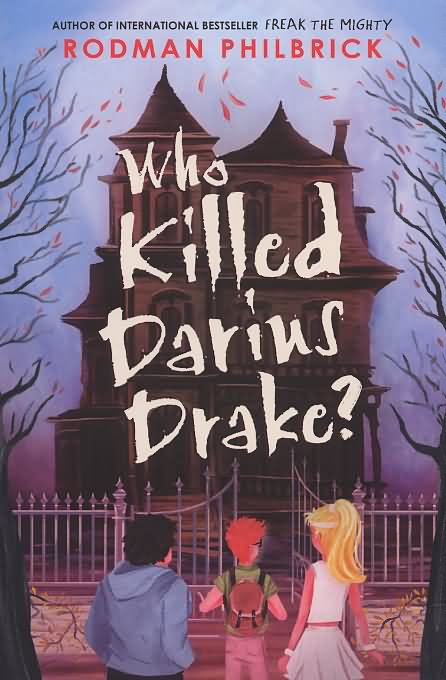 AUTHOR OF INTERNATIONAL BESTSELLER FREAK THE MIGHTY
RODMAN PHILBRICK
Who
Killed
Darius
Drake?